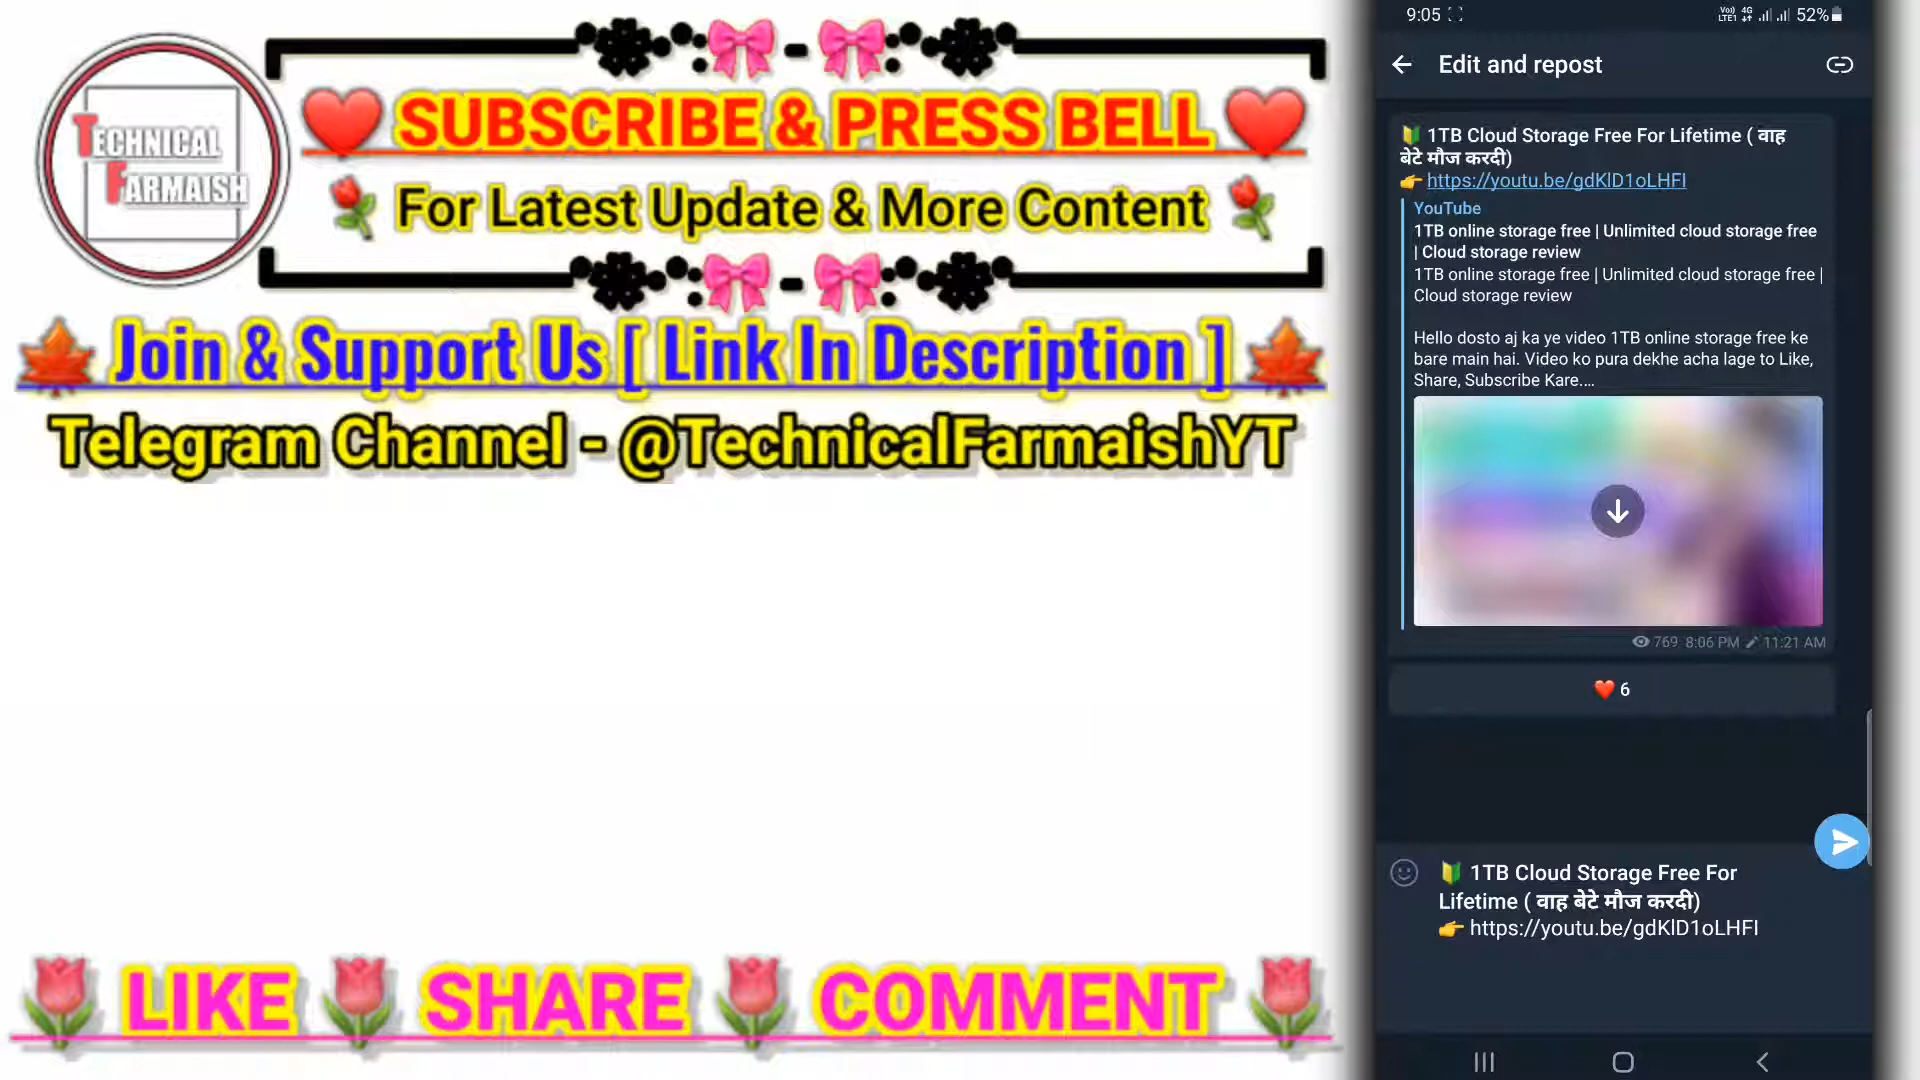 TECHNICAL
FARMAISH
❤️ SUBSCRIBE & PRESS BELL ❤️
🌹 For Latest Update & More Content 🌹
🍁 Join & Support Us [ Link In Description ] 🍁
Telegram Channel - @TechnicalFarmaishYT
🌷 LIKE 🌷 SHARE 🌷 COMMENT 🌷
9:05 Vo) LTE1 4G 52%
Edit and repost
🔰 1TB Cloud Storage Free For Lifetime ( वाह
बेटे मौज करदी)
👉 https://youtu.be/gdKlD1oLHFI
YouTube
1TB online storage free | Unlimited cloud storage free
| Cloud storage review
1TB online storage free | Unlimited cloud storage free |
Cloud storage review
Hello dosto aj ka ye video 1TB online storage free ke
bare main hai. Video ko pura dekhe acha lage to Like,
Share, Subscribe Kare....
769 8:06 PM 11:21 AM
❤️ 6
🔰 1TB Cloud Storage Free For
Lifetime ( वाह बेटे मौज करदी)
👉 https://youtu.be/gdKlD1oLHFI